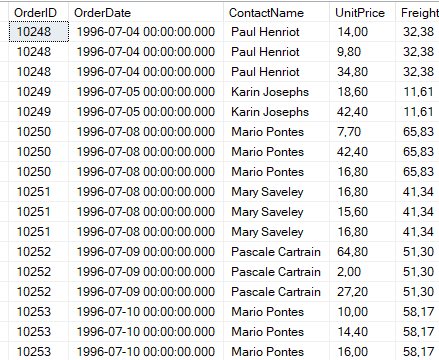 OrderID OrderDate ContactName UnitPrice Freight
10248 1996-07-04 00:00:00.000 Paul Henriot 14,00 32,38
10248 1996-07-04 00:00:00.000 Paul Henriot 9,80 32,38
10248 1996-07-04 00:00:00.000 Paul Henriot 34,80 32,38
10249 1996-07-05 00:00:00.000 Karin Josephs 18,60 11,61
10249 1996-07-05 00:00:00.000 Karin Josephs 42,40 11,61
10250 1996-07-08 00:00:00.000 Mario Pontes 7,70 65,83
10250 1996-07-08 00:00:00.000 Mario Pontes 42,40 65,83
10250 1996-07-08 00:00:00.000 Mario Pontes 16,80 65,83
10251 1996-07-08 00:00:00.000 Mary Saveley 16,80 41,34
10251 1996-07-08 00:00:00.000 Mary Saveley 15,60 41,34
10251 1996-07-08 00:00:00.000 Mary Saveley 16,80 41,34
10252 1996-07-09 00:00:00.000 Pascale Cartrain 64,80 51,30
10252 1996-07-09 00:00:00.000 Pascale Cartrain 2,00 51,30
10252 1996-07-09 00:00:00.000 Pascale Cartrain 27,20 51,30
10253 1996-07-10 00:00:00.000 Mario Pontes 10,00 58,17
10253 1996-07-10 00:00:00.000 Mario Pontes 14,40 58,17
10253 1996-07-10 00:00:00.000 Mario Pontes 16,00 58,17